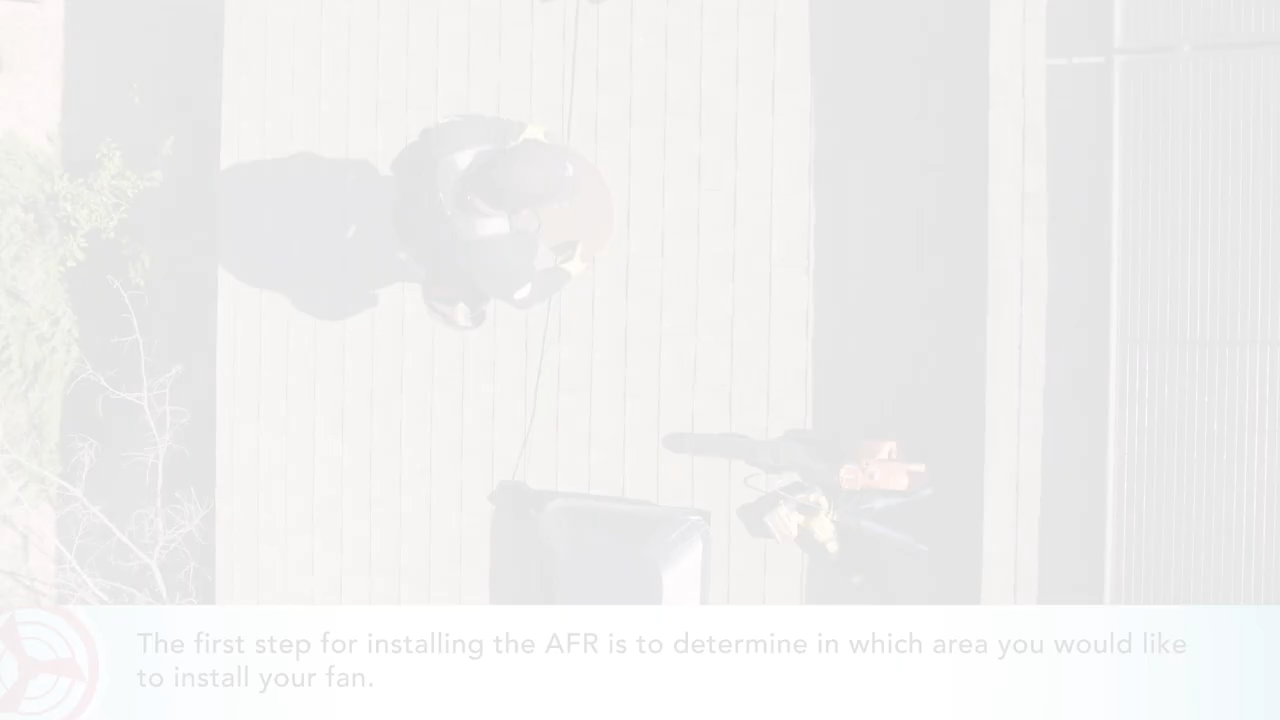 The first step for installing the AFR is to determine in which area you would like
to install your fan.